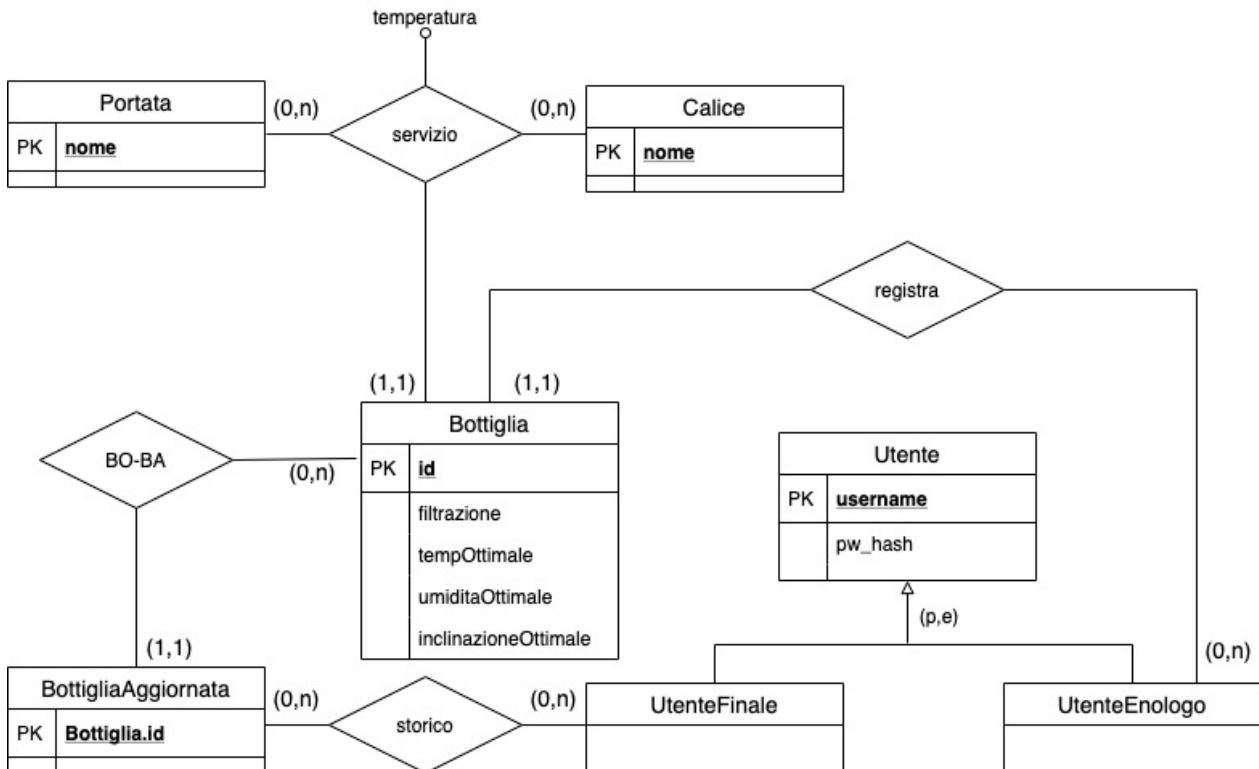 temperatura
Portata
(0,n)
servizio
(0,n)
Calice
PK nome
PK nome
registra
(1,1)
(1,1)
Bottiglia
BO-BA
(0,n)
PK id
filtrazione
tempOttimale
umiditaOttimale
inclinazioneOttimale
Utente
PK username
pw_hash
(p,e)
(1,1)
(0,n)
BottigliaAggiornata
PK Bottiglia.id
(0,n)
storico
(0,n)
UtenteFinale
UtenteEnologo